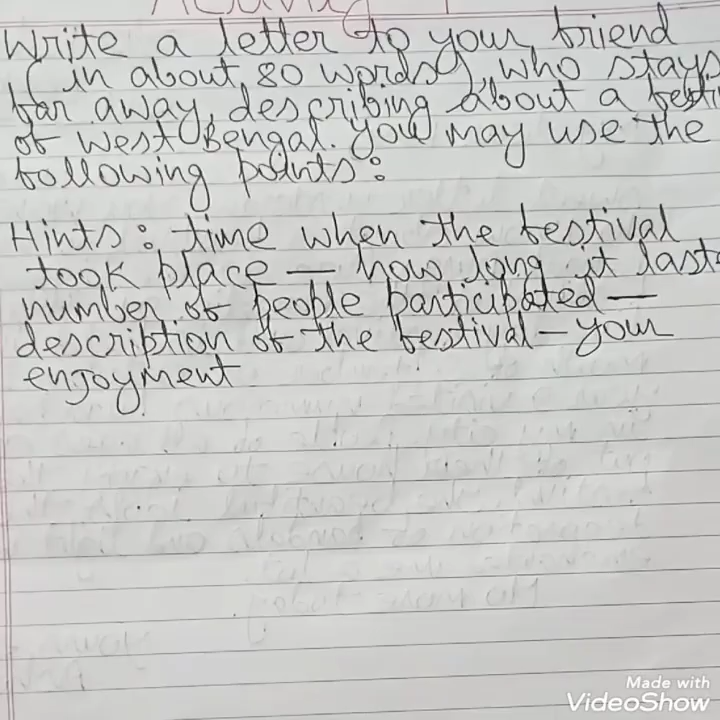 Write a letter to your friend
(in about 80 words), who stays
far away, describing about a festi
of West Bengal. You may use the
following points:
Hints: time when the festival
took place — how long it last
number of people participated —
description of the festival — your
enjoyment
Made with
VideoShow